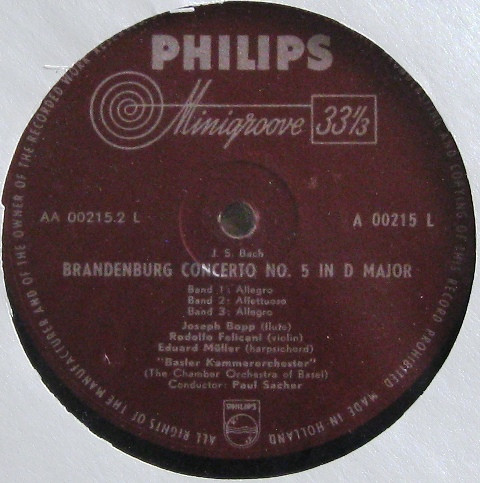 PHILIPS
Minigroove 33⅓
AA 00215.2 L
A 00215 L
J. S. Bach
BRANDENBURG CONCERTO NO. 5 IN D MAJOR
Band 1: Allegro
Band 2: Affettuoso
Band 3: Allegro
Joseph Bopp (flute)
Rodolfo Felicani (violin)
Eduard Müller (harpsichord)
"Basler Kammerorchester"
(The Chamber Orchestra of Basel)
Conductor: Paul Sacher
PHILIPS
ALL RIGHTS OF THE MANUFACTURER AND OF THE OWNER OF THE RECORDED WORK
AND COPYING OF THIS RECORD PROHIBITED
MADE IN HOLLAND